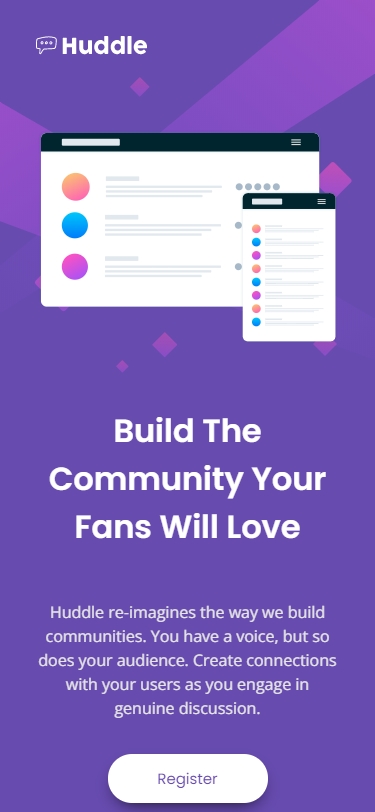 Huddle
Build The
Community Your
Fans Will Love
Huddle re-imagines the way we build
communities. You have a voice, but so
does your audience. Create connections
with your users as you engage in
genuine discussion.
Register